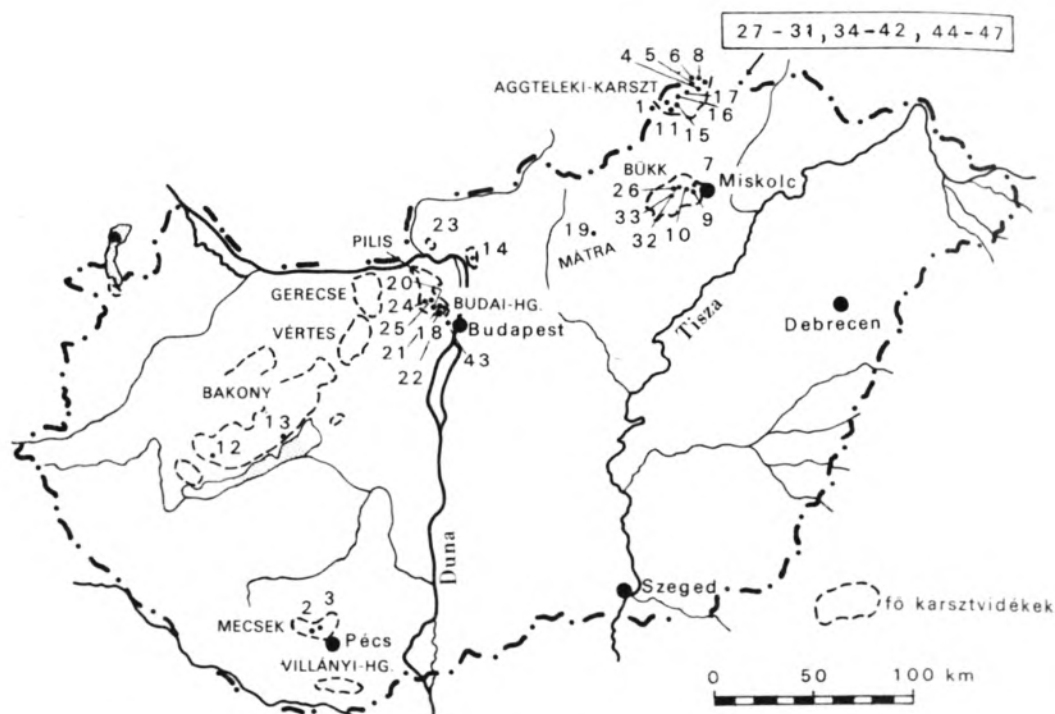 27-31, 34-42, 44-47
4 5 6 8
AGGTELEKI-KARSZT
1
17
11
16
15
BÜKK
7
Miskolc
26
33
9
10
32
19
MÁTRA
23
PILIS
14
20
GERECSE
24
BUDAI-HG.
25
18
Budapest
VÉRTES
21
43
22
Tisza
Debrecen
BAKONY
13
12
Duna
Szeged
fő karsztvidékek
2 3
MECSEK
Pécs
VILLÁNYI-HG.
0 50 100 km